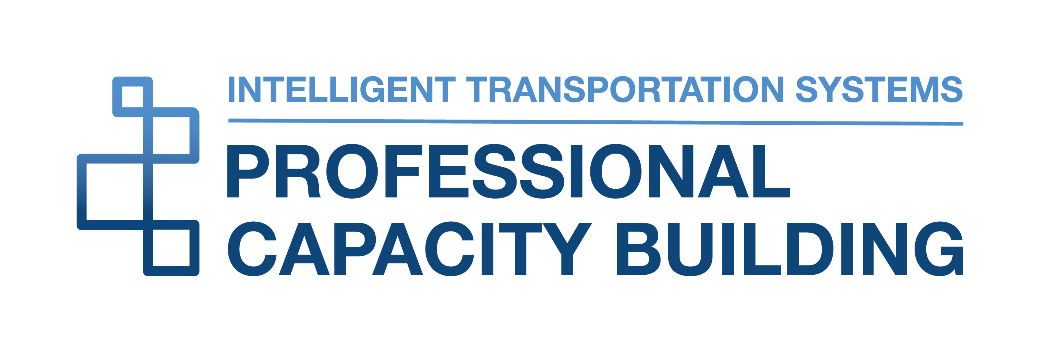 INTELLIGENT TRANSPORTATION SYSTEMS
PROFESSIONAL
CAPACITY BUILDING